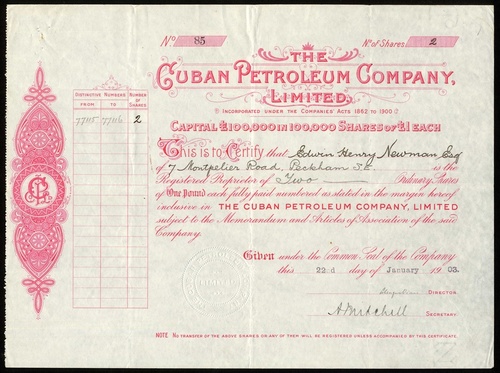 No 85
No of Shares 2
THE
CUBAN PETROLEUM COMPANY,
LIMITED.
INCORPORATED UNDER THE COMPANIES' ACTS 1862 TO 1900
CAPITAL £100,000 IN 100,000 SHARES OF £1 EACH
DISTINCTIVE NUMBERS NUMBER OF SHARES
FROM TO
77115 77116 2
This is to Certify that Edwin Henry Newman Esq
of 7 Montpelier Road, Peckham S.E. is the
Registered Proprietor of Two Ordinary Shares
of One Pound each fully paid numbered as stated in the margin hereof
inclusive in THE CUBAN PETROLEUM COMPANY, LIMITED
subject to the Memorandum and Articles of Association of the said
Company.
Given under the Common Seal of the Company
this 22d day of January 1903.
DIRECTOR
A Mitchell SECRETARY
NOTE NO TRANSFER OF THE ABOVE SHARES OR ANY OF THEM WILL BE REGISTERED UNLESS ACCOMPANIED BY THIS CERTIFICATE.